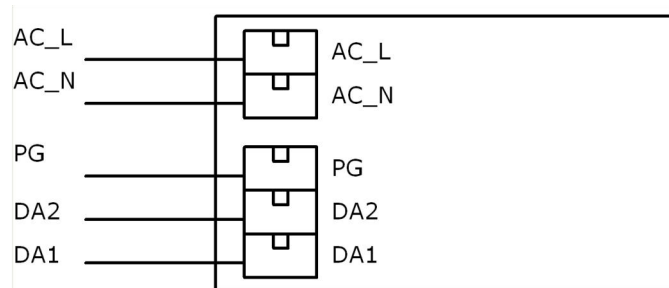 AC_L AC_L
AC_N AC_N
PG PG
DA2 DA2
DA1 DA1